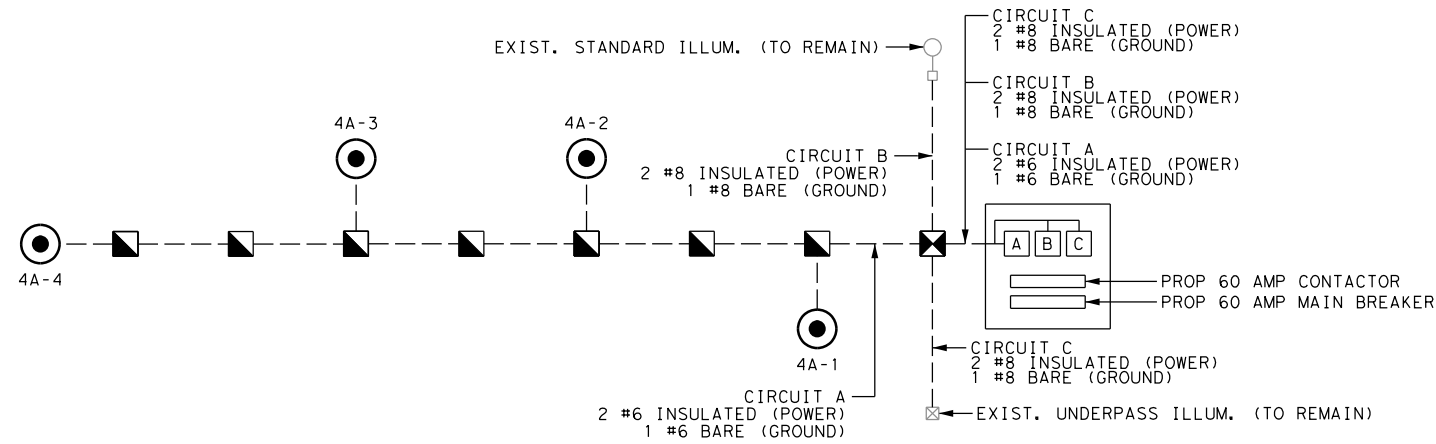 CIRCUIT C
2 #8 INSULATED (POWER)
1 #8 BARE (GROUND)
EXIST. STANDARD ILLUM. (TO REMAIN)
CIRCUIT B
2 #8 INSULATED (POWER)
1 #8 BARE (GROUND)
4A-3
4A-2
CIRCUIT B
2 #8 INSULATED (POWER)
1 #8 BARE (GROUND)
CIRCUIT A
2 #6 INSULATED (POWER)
1 #6 BARE (GROUND)
A B C
4A-4
PROP 60 AMP CONTACTOR
PROP 60 AMP MAIN BREAKER
4A-1
CIRCUIT C
2 #8 INSULATED (POWER)
1 #8 BARE (GROUND)
CIRCUIT A
2 #6 INSULATED (POWER)
1 #6 BARE (GROUND)
EXIST. UNDERPASS ILLUM. (TO REMAIN)